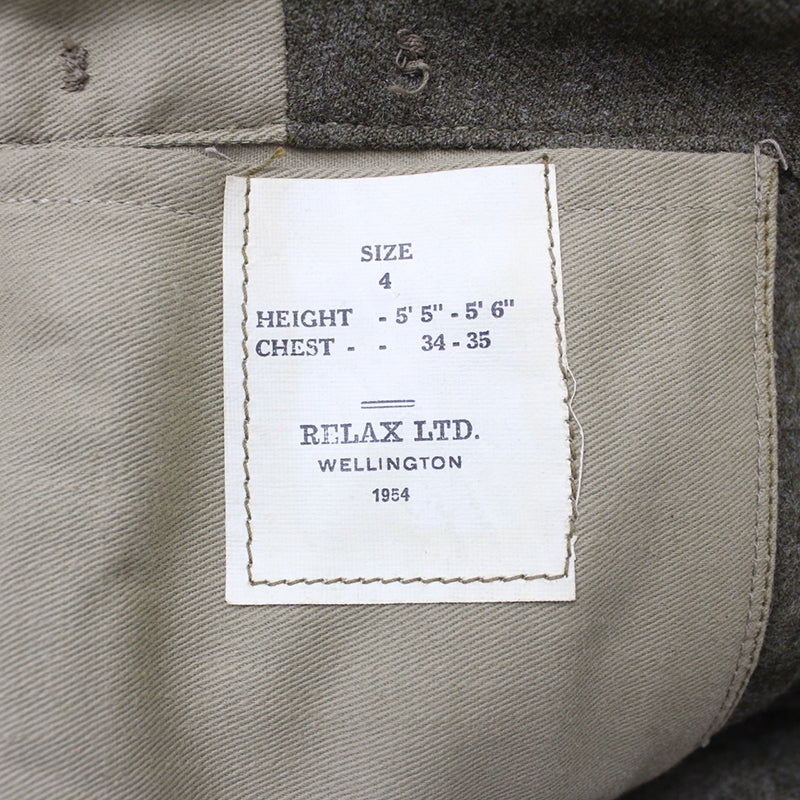 SIZE
4
HEIGHT - 5' 5" - 5' 6"
CHEST - - 34 - 35
RELAX LTD.
WELLINGTON
1954